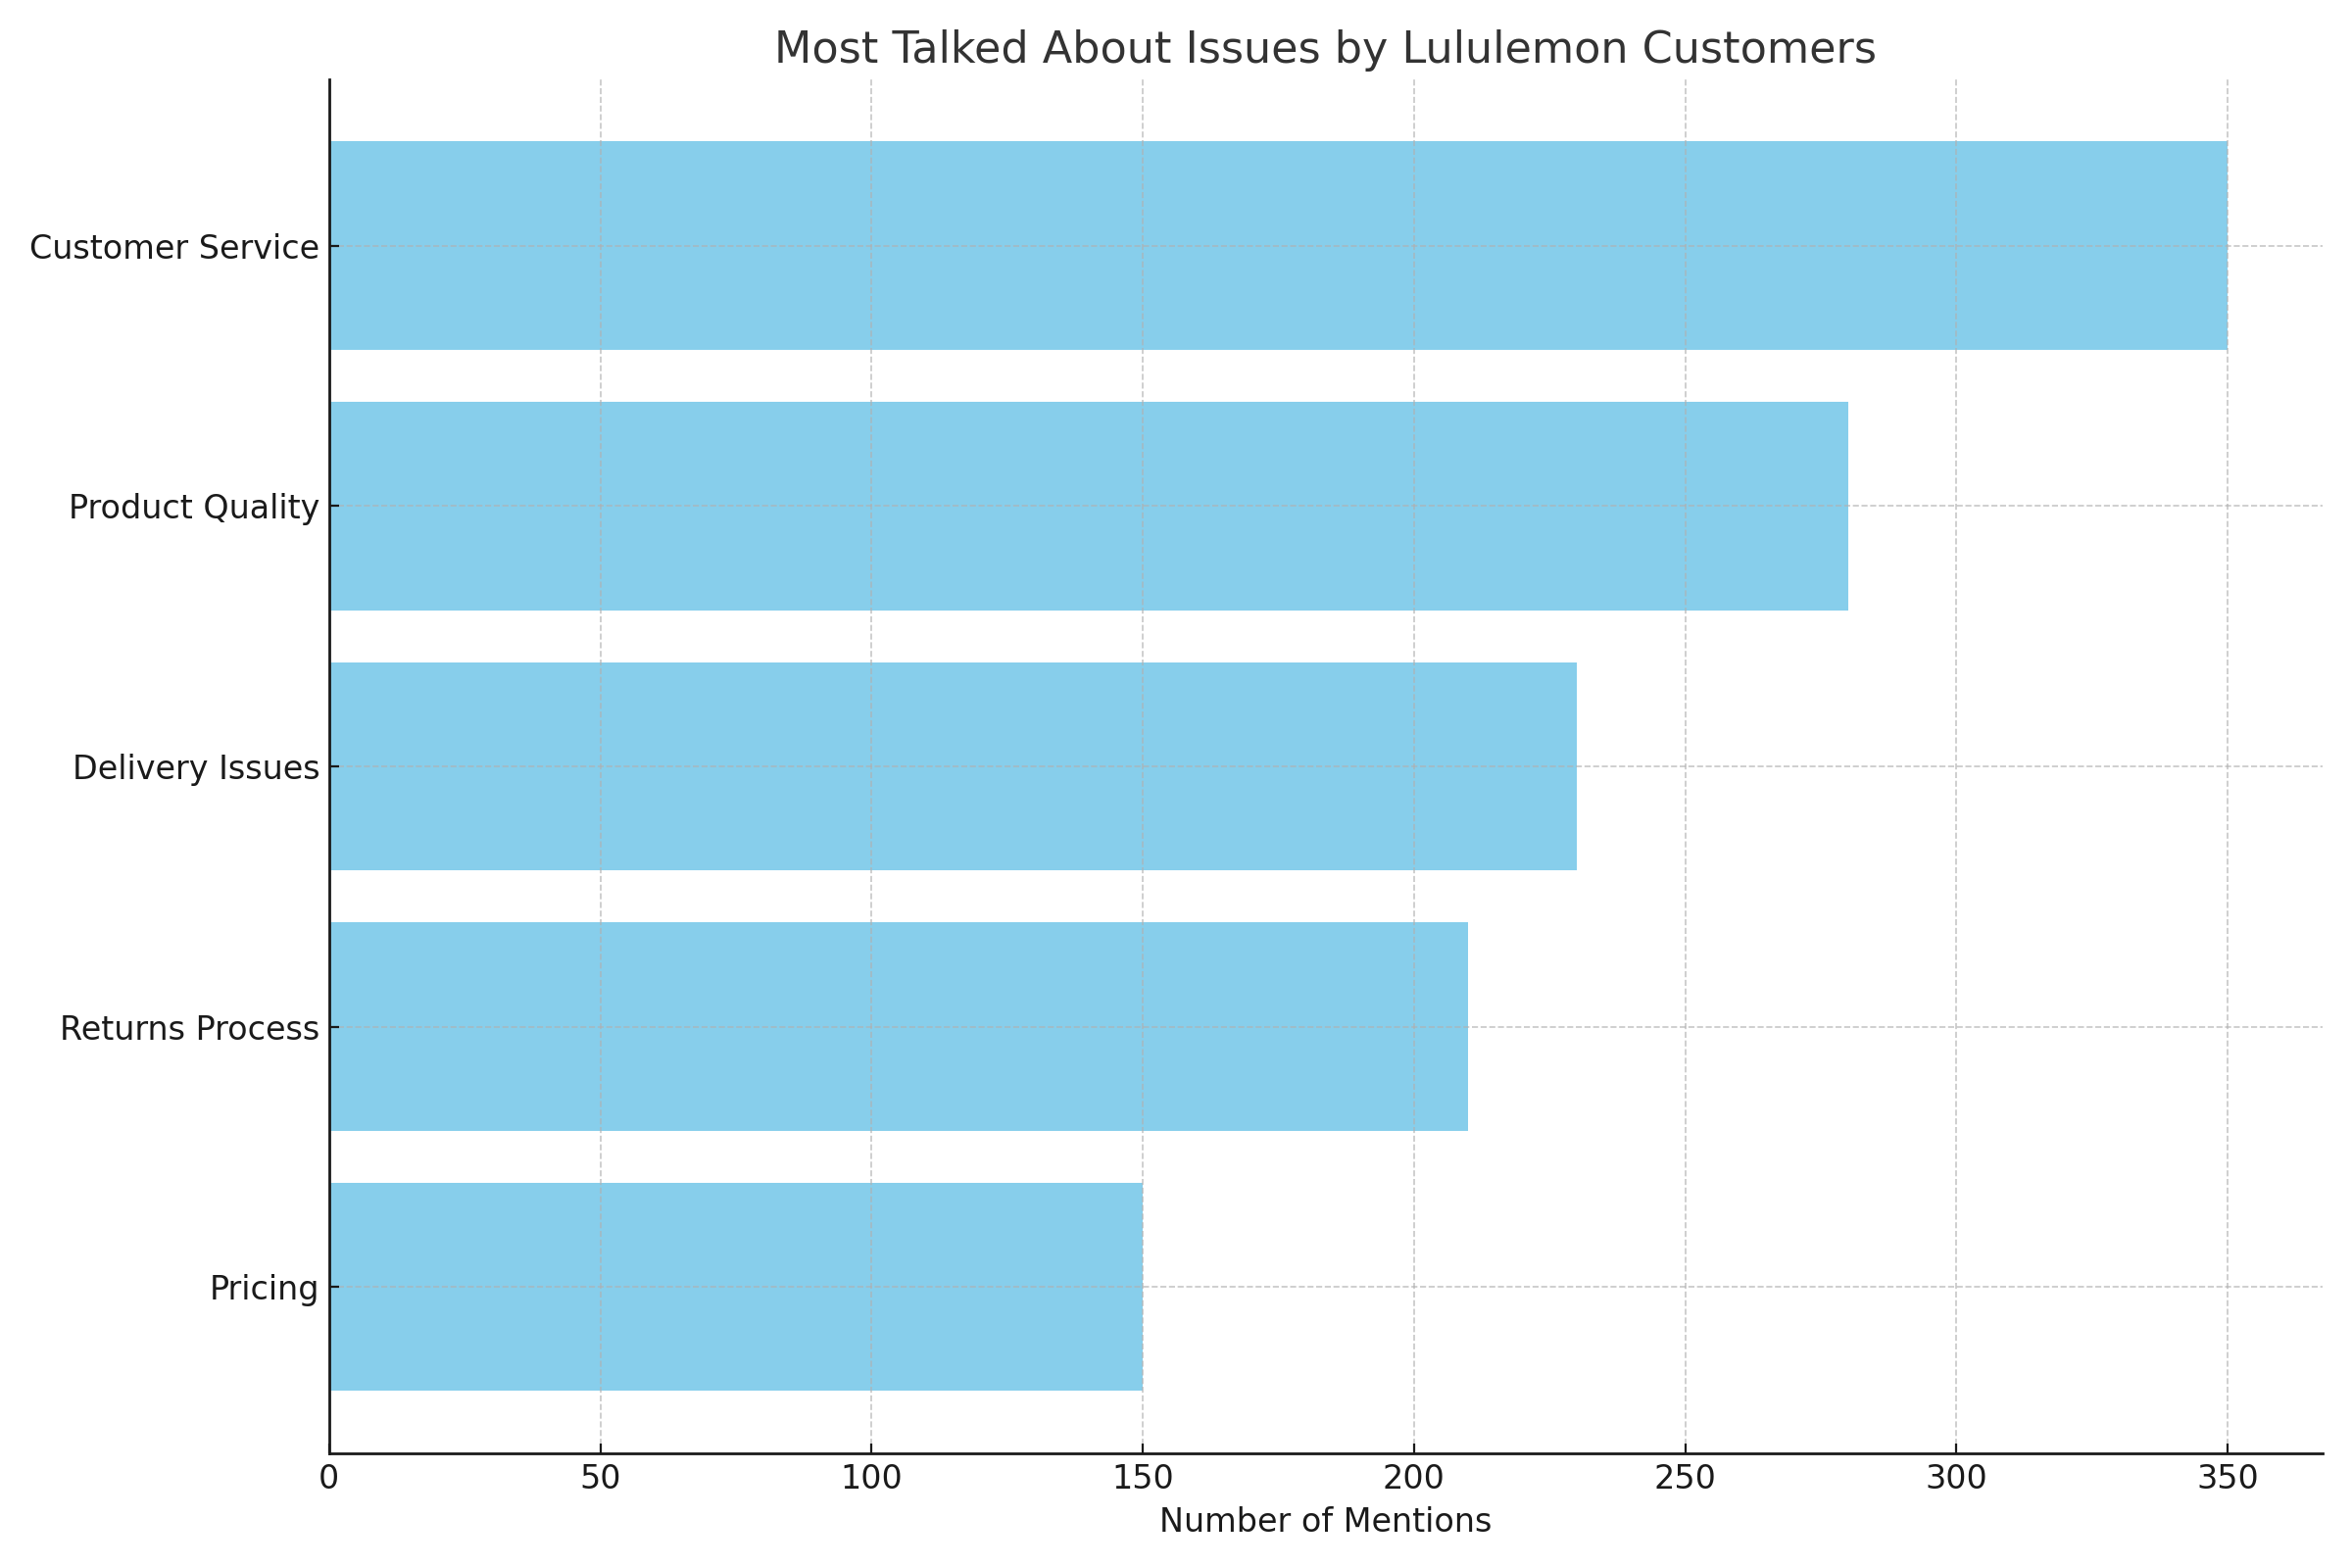 Most Talked About Issues by Lululemon Customers
Customer Service
Product Quality
Delivery Issues
Returns Process
Pricing
0 50 100 150 200 250 300 350
Number of Mentions